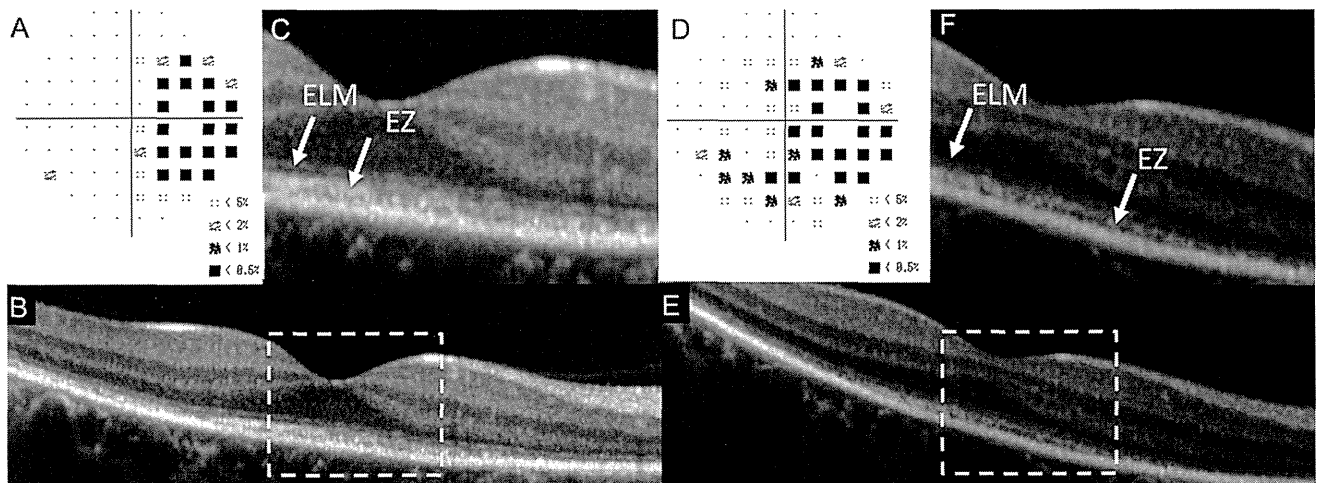 A
< 5%
< 2%
< 1%
< 0.5%
C
ELM
EZ
D
< 5%
< 2%
< 1%
< 0.5%
F
ELM
EZ
B
E